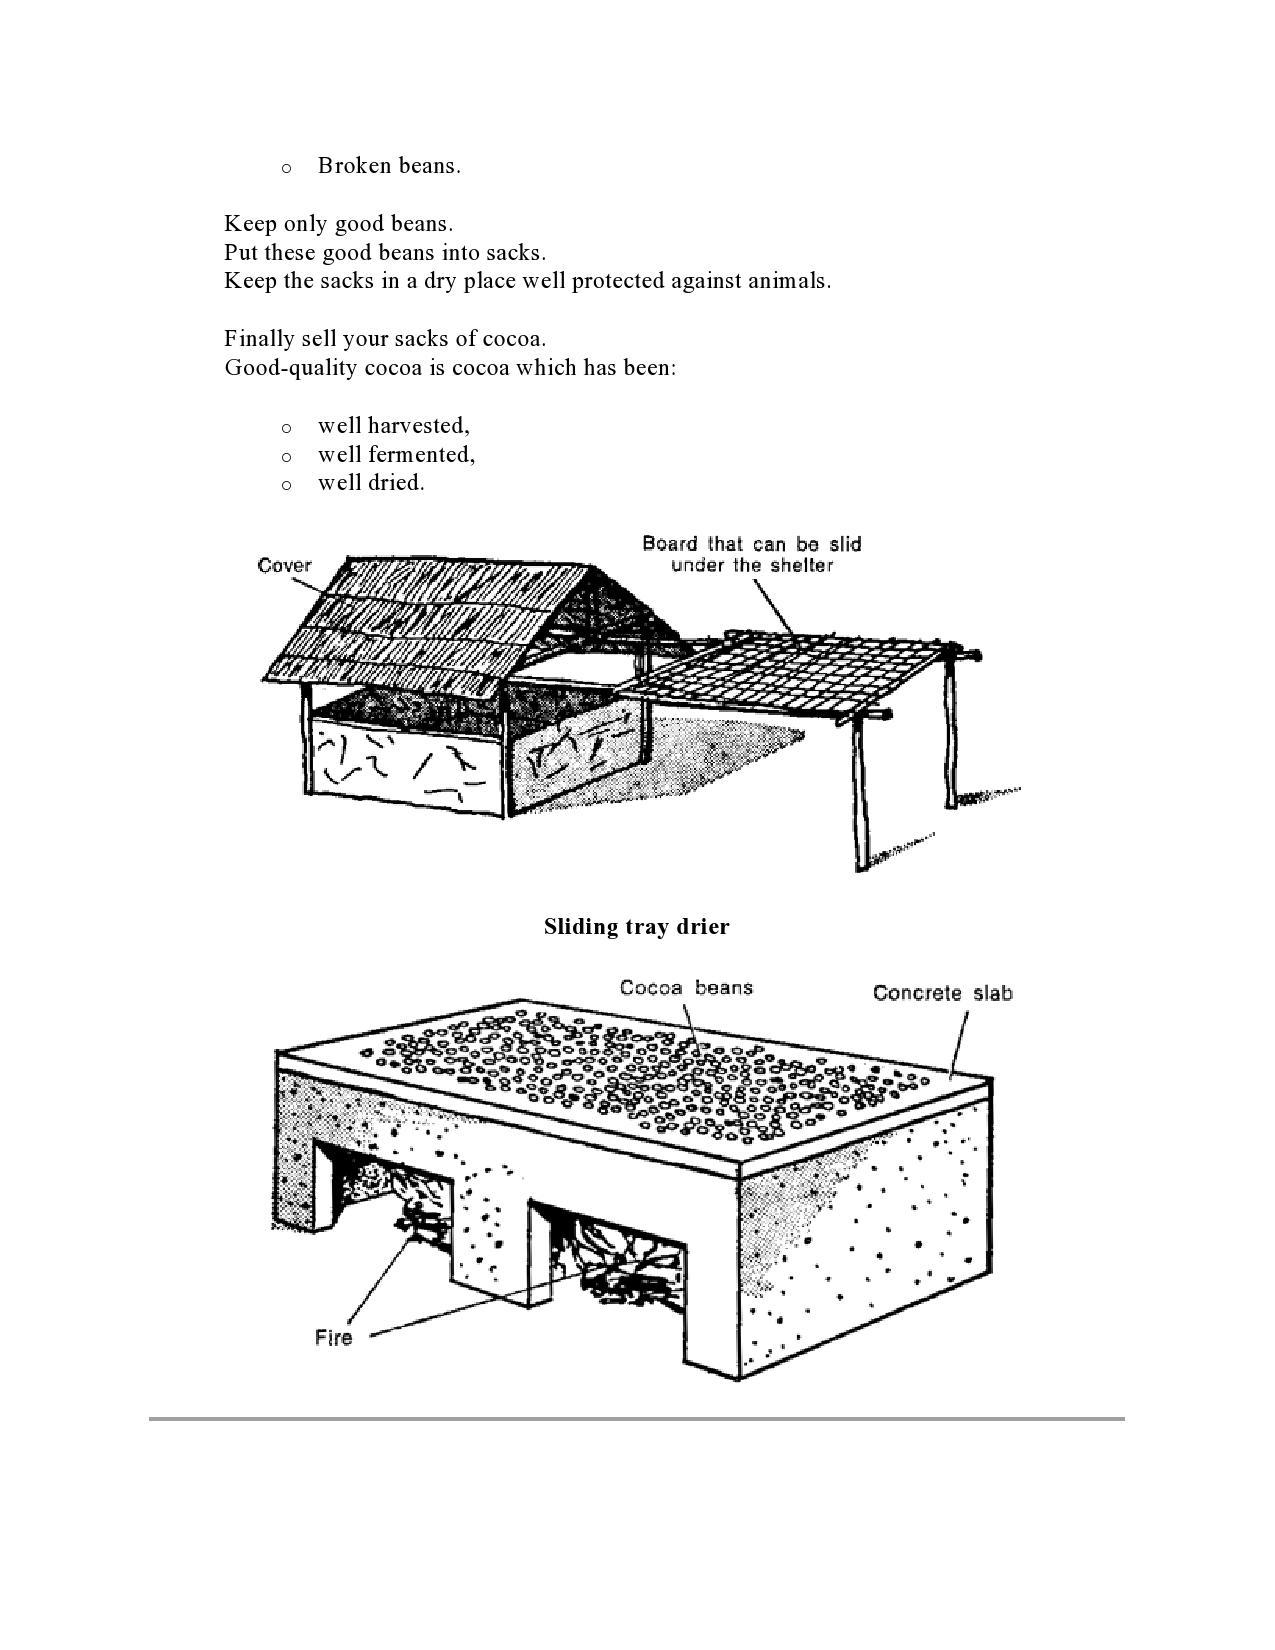 o Broken beans.
Keep only good beans.
Put these good beans into sacks.
Keep the sacks in a dry place well protected against animals.
Finally sell your sacks of cocoa.
Good-quality cocoa is cocoa which has been:
o well harvested,
o well fermented,
o well dried.
Board that can be slid
under the shelter
Cover
Sliding tray drier
Cocoa beans
Concrete slab
Fire